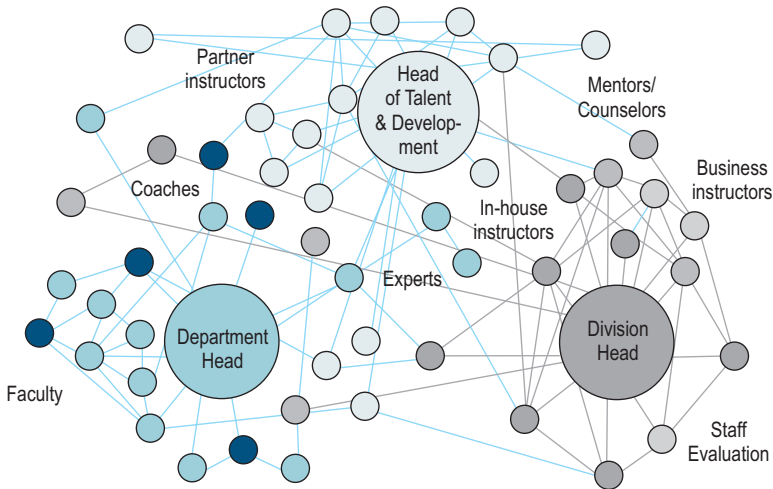 Partner
instructors
Head
of Talent
& Develop-
ment
Mentors/
Counselors
Business
instructors
Coaches
In-house
instructors
Experts
Department
Head
Division
Head
Faculty
Staff
Evaluation